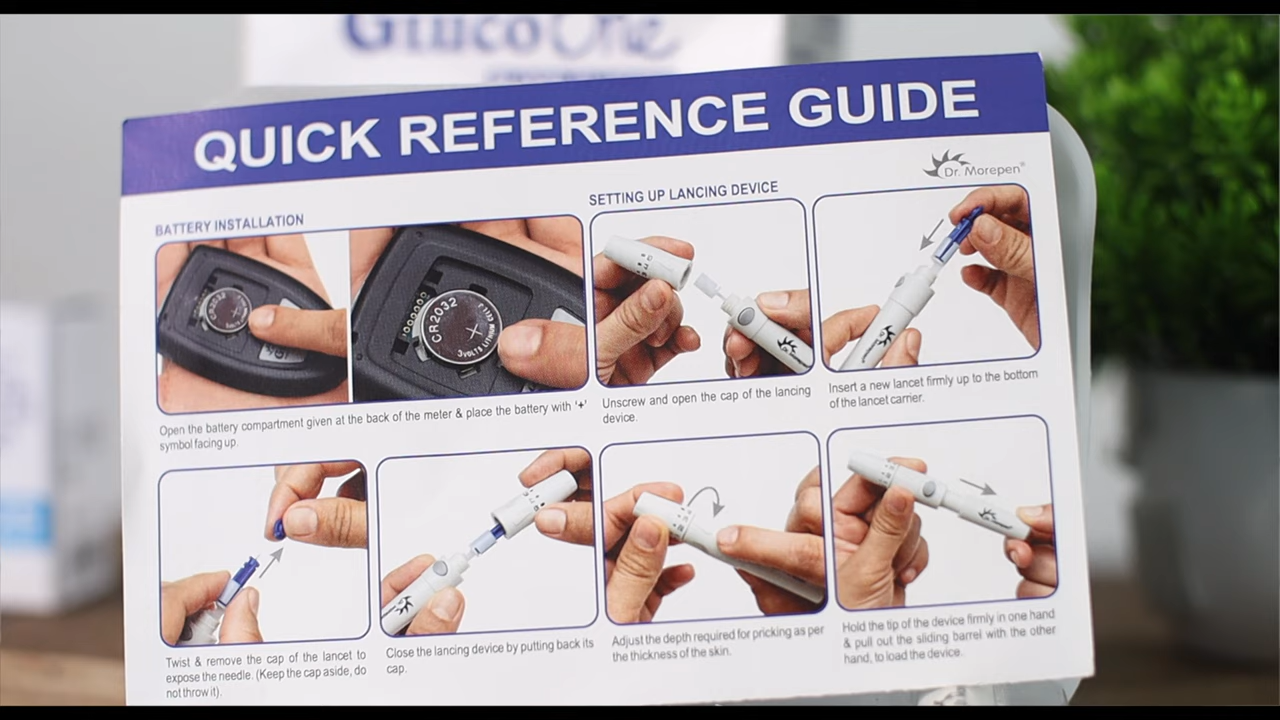 GlucoOne
QUICK REFERENCE GUIDE
Dr. Morepen®
BATTERY INSTALLATION
CR2032
CR2032
3VOLTS LITHIUM CELL
Open the battery compartment given at the back of the meter & place the battery with '+'
symbol facing up.
SETTING UP LANCING DEVICE
Unscrew and open the cap of the lancing
device.
Insert a new lancet firmly up to the bottom
of the lancet carrier.
Twist & remove the cap of the lancet to
expose the needle. (Keep the cap aside, do
not throw it).
Close the lancing device by putting back its
cap.
Adjust the depth required for pricking as per
the thickness of the skin.
Hold the tip of the device firmly in one hand
& pull out the sliding barrel with the other
hand, to load the device.